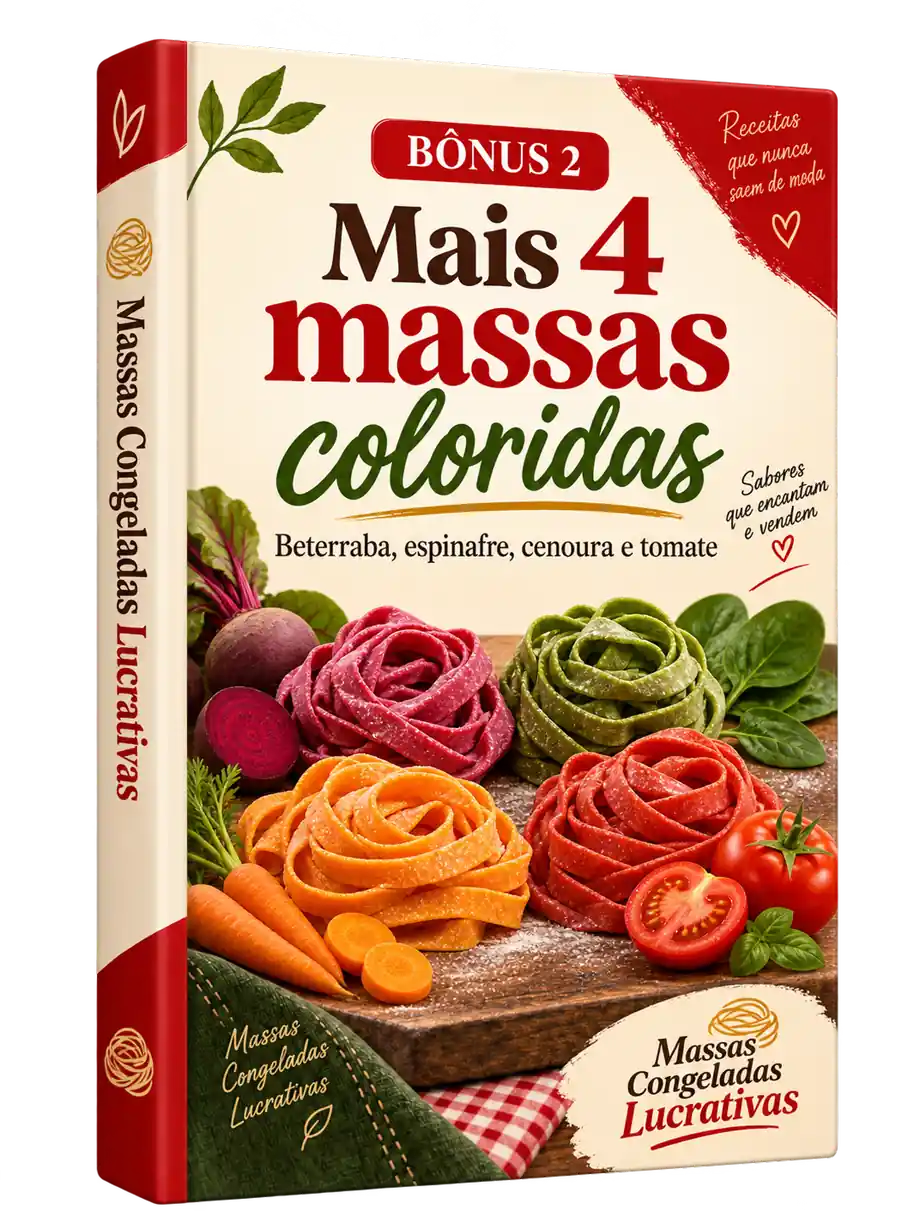 BÔNUS 2
Mais 4
massas
coloridas
Beterraba, espinafre, cenoura e tomate
Receitas
que nunca
saem de moda
Sabores
que encantam
e vendem
Massas Congeladas Lucrativas
Massas
Congeladas
Lucrativas
Massas
Congeladas
Lucrativas